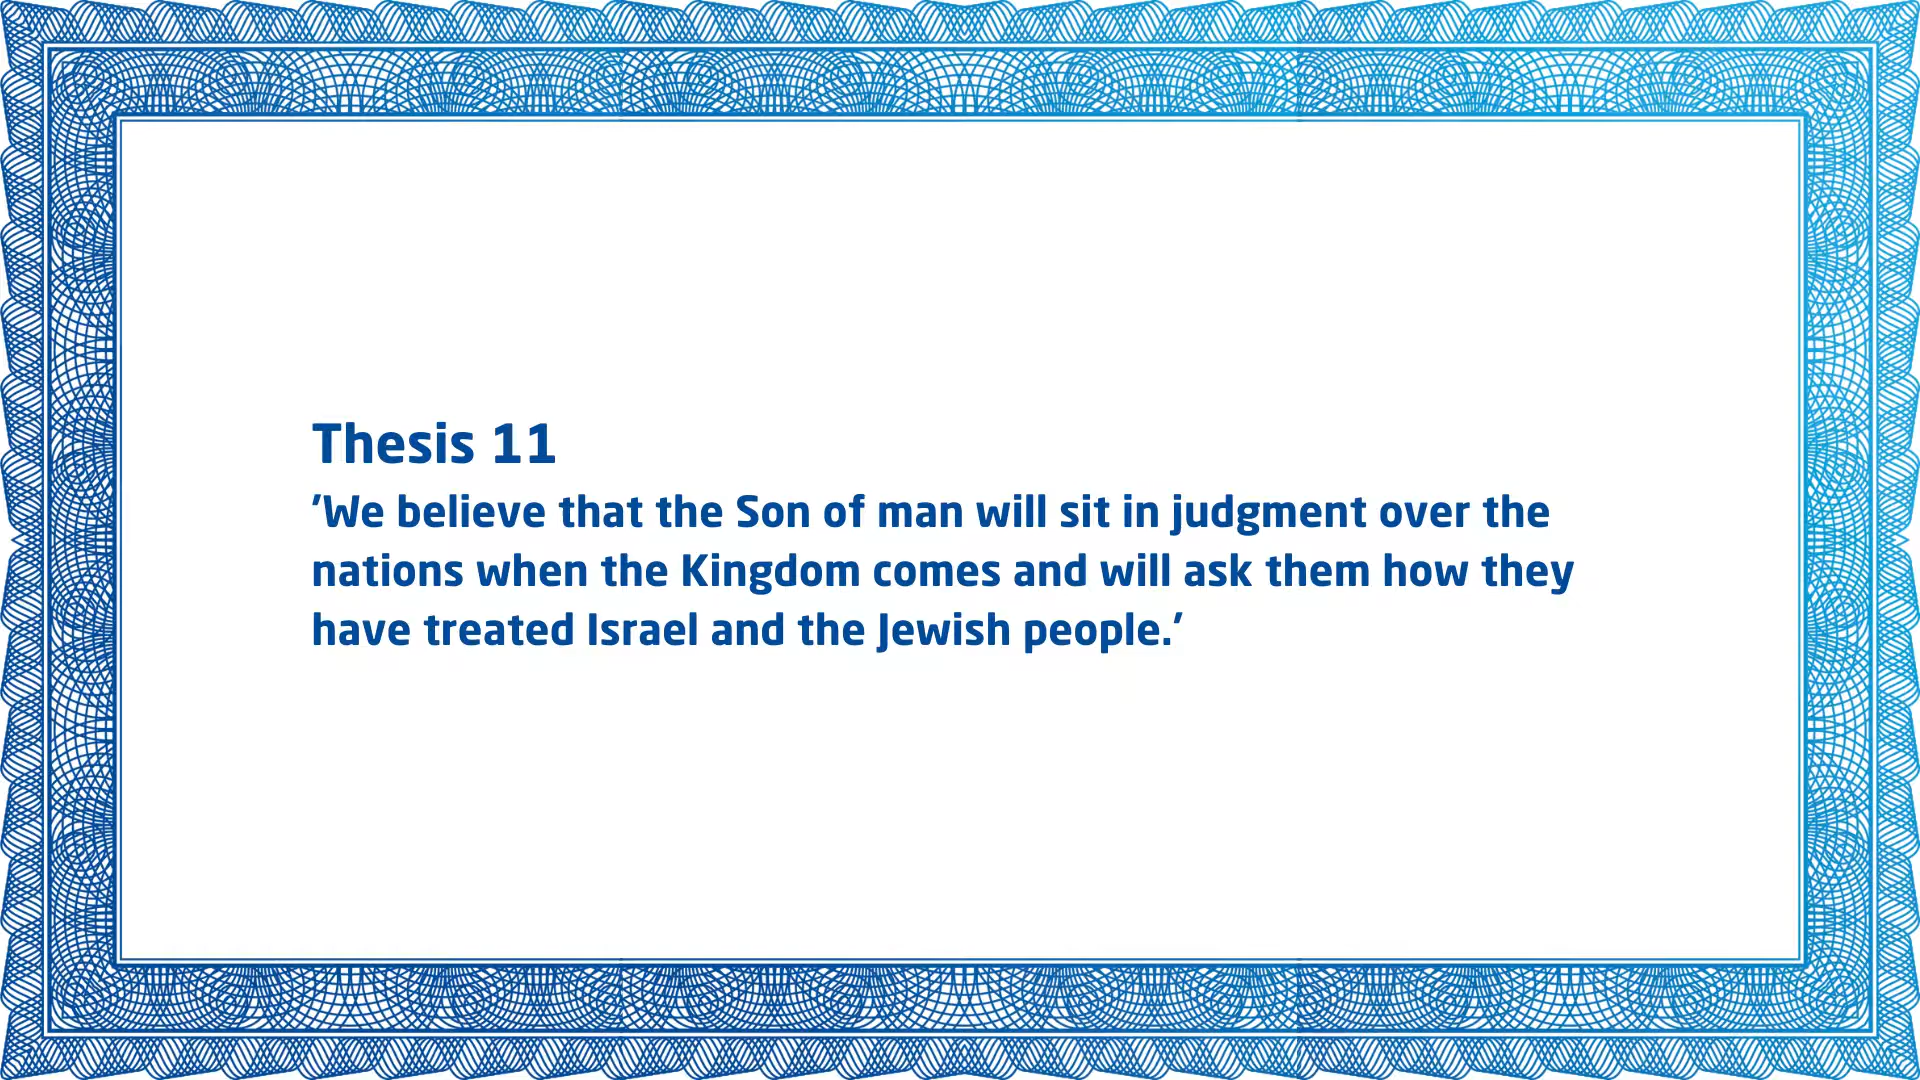 Thesis 11
'We believe that the Son of man will sit in judgment over the
nations when the Kingdom comes and will ask them how they
have treated Israel and the Jewish people.'